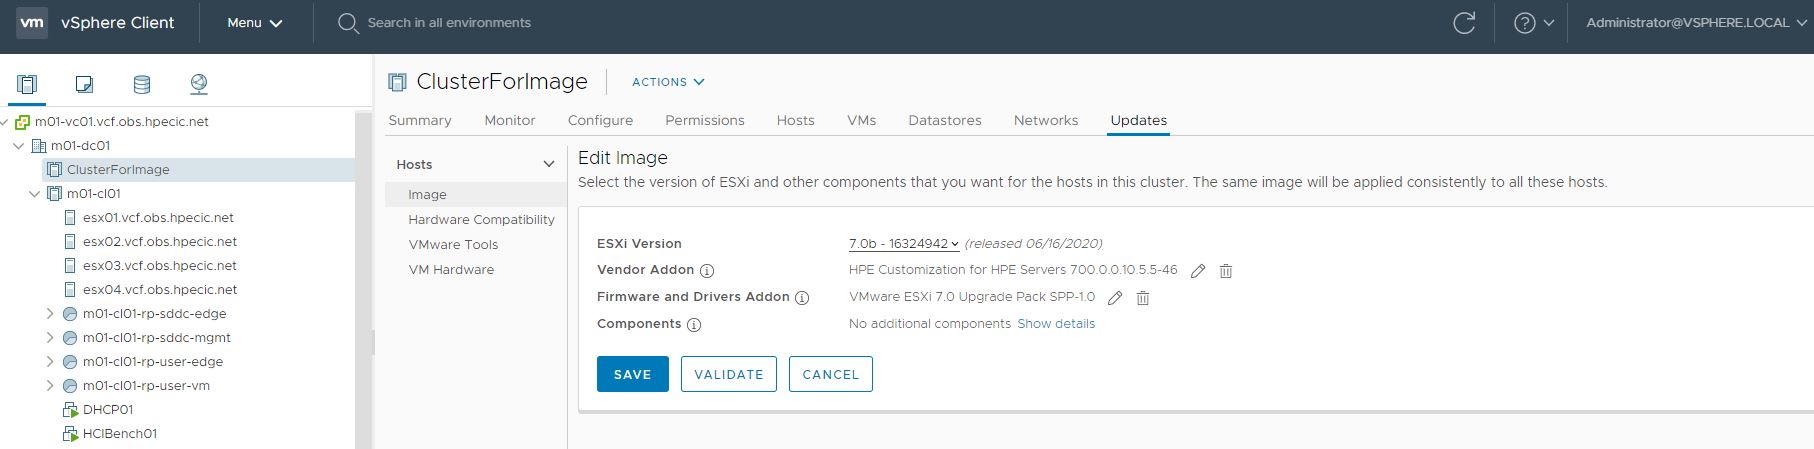 vm vSphere Client Menu Search in all environments Administrator@VSPHERE.LOCAL
m01-vc01.vcf.obs.hpecic.net
m01-dc01
ClusterForImage
m01-cl01
esx01.vcf.obs.hpecic.net
esx02.vcf.obs.hpecic.net
esx03.vcf.obs.hpecic.net
esx04.vcf.obs.hpecic.net
m01-cl01-rp-sddc-edge
m01-cl01-rp-sddc-mgmt
m01-cl01-rp-user-edge
m01-cl01-rp-user-vm
DHCP01
HCIBench01
ClusterForImage ACTIONS
Summary Monitor Configure Permissions Hosts VMs Datastores Networks Updates
Hosts
Image
Hardware Compatibility
VMware Tools
VM Hardware
Edit Image
Select the version of ESXi and other components that you want for the hosts in this cluster. The same image will be applied consistently to all these hosts.
ESXi Version 7.0b - 16324942 (released 06/16/2020)
Vendor Addon HPE Customization for HPE Servers 700.0.0.10.5.5-46
Firmware and Drivers Addon VMware ESXi 7.0 Upgrade Pack SPP-1.0
Components No additional components Show details
SAVE VALIDATE CANCEL